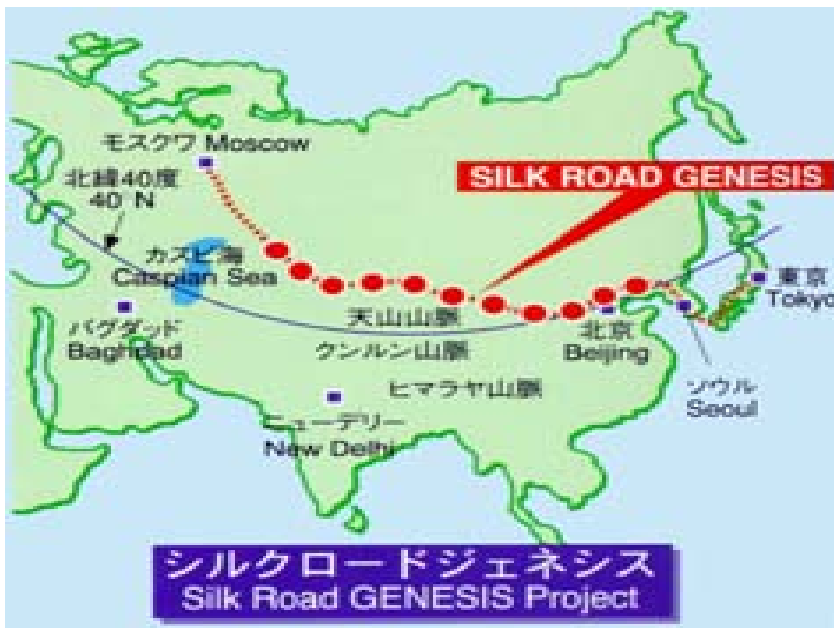 モスクワ Moscow
北緯40度
40 N
SILK ROAD GENESIS
カスピ海
Caspian Sea
東京
Tokyo
バグダッド
Baghdad
天山山脈
クンルン山脈
北京
Beijing
ヒマラヤ山脈
ソウル
Seoul
ニューデリー
New Delhi
シルクロードジェネシス
Silk Road GENESIS Project